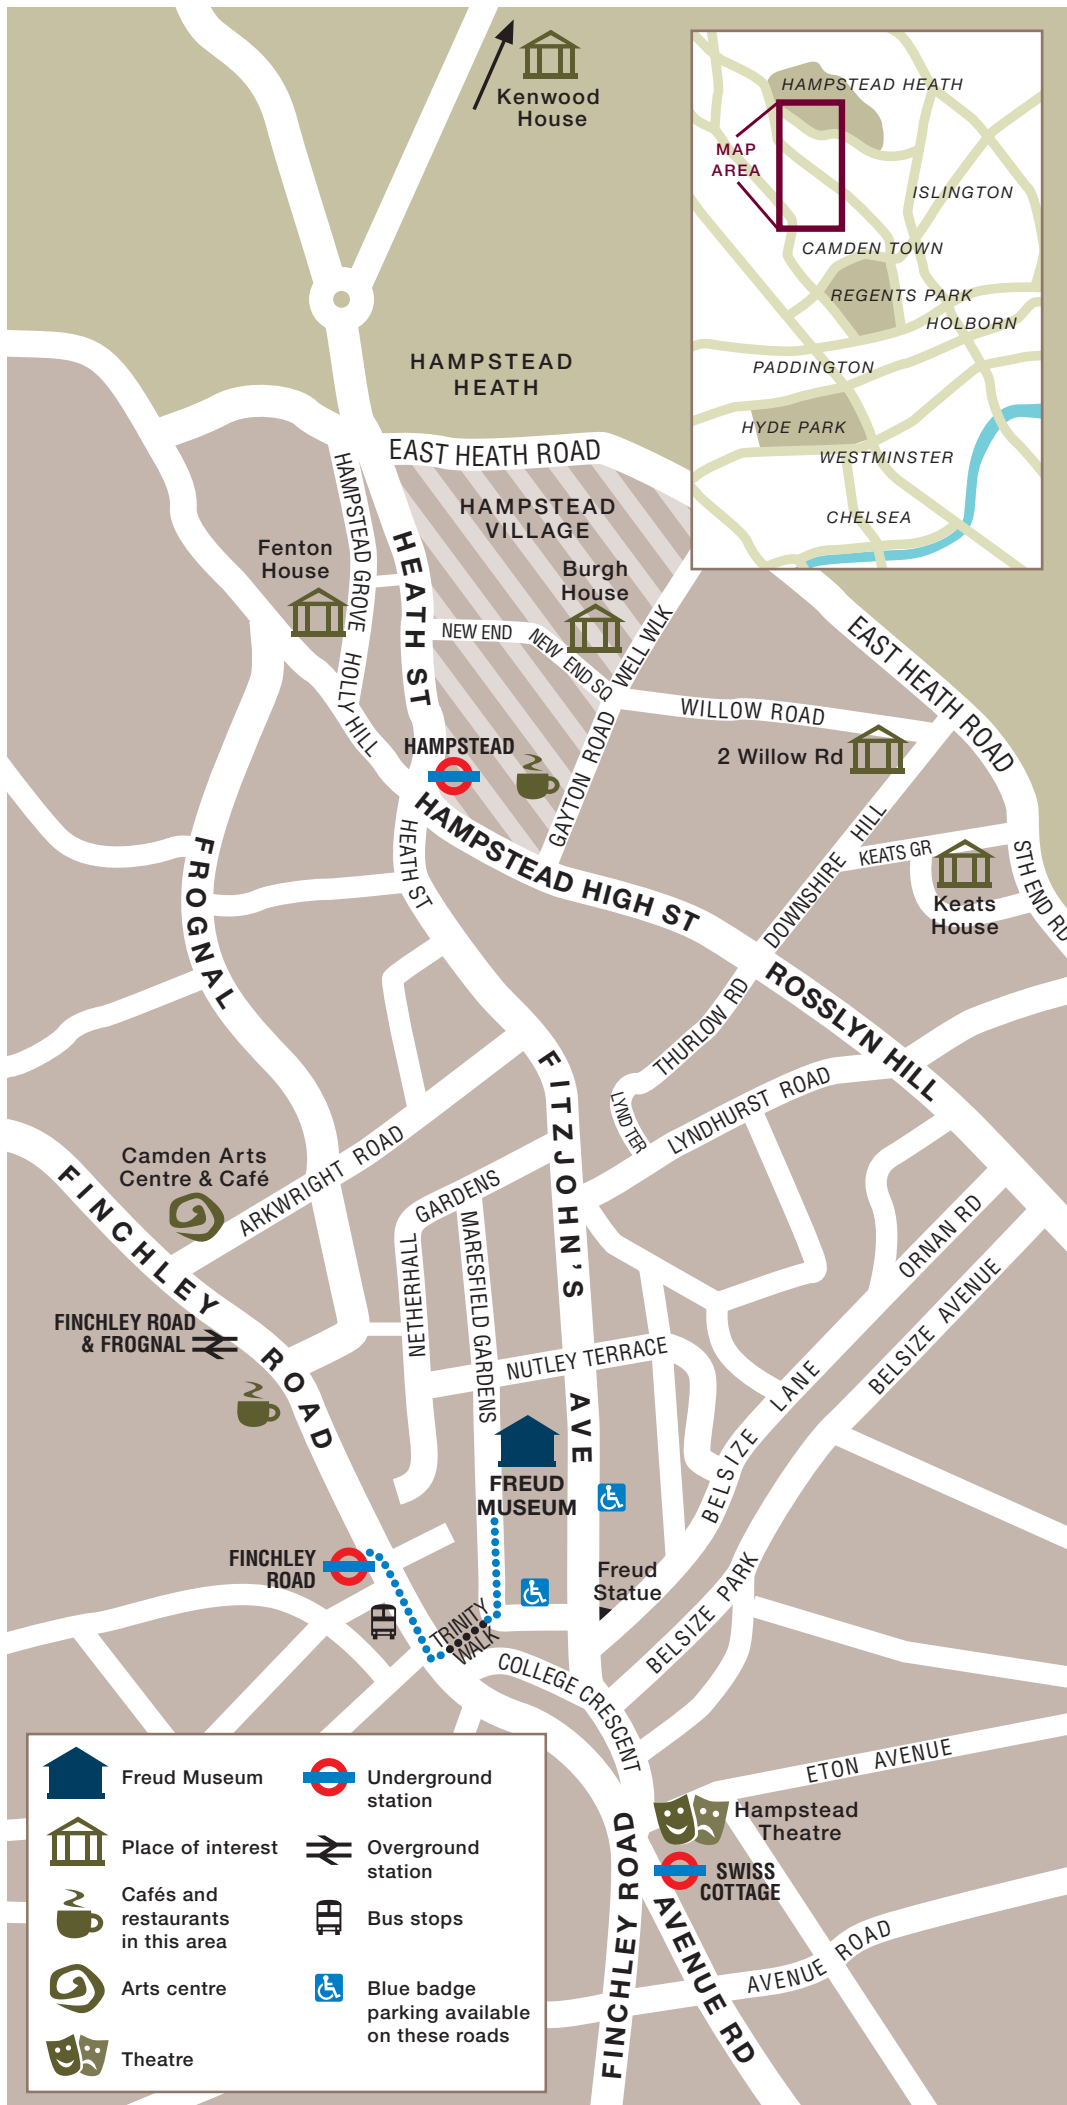 Kenwood
House
HAMPSTEAD HEATH
MAP
AREA
ISLINGTON
CAMDEN TOWN
REGENTS PARK
HOLBORN
PADDINGTON
HYDE PARK
WESTMINSTER
CHELSEA
HAMPSTEAD
HEATH
EAST HEATH ROAD
HAMPSTEAD
VILLAGE
HAMPSTEAD GROVE
HEATH ST
Fenton
House
Burgh
House
NEW END
NEW END SQ
WELL WLK
HOLLY HILL
EAST HEATH ROAD
WILLOW ROAD
2 Willow Rd
HAMPSTEAD
GAYTON ROAD
HAMPSTEAD HIGH ST
HEATH ST
DOWNSHIRE HILL
KEATS GR
Keats
House
STH END RD
FROGNAL
ROSSLYN HILL
THURLOW RD
LYND TER
LYNDHURST ROAD
FITZJOHN'S AVE
Camden Arts
Centre & Café
ARKWRIGHT ROAD
FINCHLEY ROAD
NETHERHALL GARDENS
MARESFIELD GARDENS
ORNAN RD
BELSIZE AVENUE
FINCHLEY ROAD
& FROGNAL
NUTLEY TERRACE
BELSIZE LANE
FREUD
MUSEUM
FINCHLEY
ROAD
Freud
Statue
TRINITY
WALK
BELSIZE PARK
COLLEGE CRESCENT
ETON AVENUE
Hampstead
Theatre
SWISS
COTTAGE
FINCHLEY ROAD
AVENUE RD
AVENUE ROAD
Freud Museum
Place of interest
Cafés and
restaurants
in this area
Arts centre
Theatre
Underground
station
Overground
station
Bus stops
Blue badge
parking available
on these roads